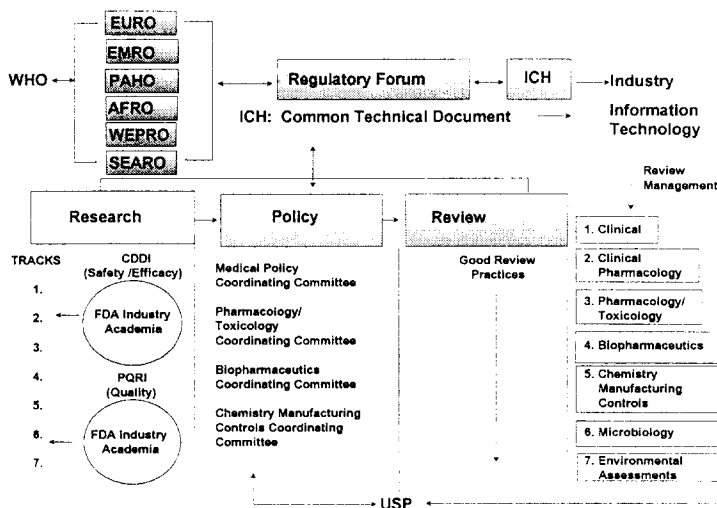 EURO
EMRO
PAHO
AFRO
WEPRO
SEARO
WHO
Regulatory Forum
ICH
Industry
ICH: Common Technical Document
Information
Technology
Research
Policy
Review
Review
Management
TRACKS
1.
2.
3.
4.
5.
6.
7.
CDDI
(Safety /Efficacy)
FDA Industry
Academia
PQRI
(Quality)
FDA Industry
Academia
Medical Policy
Coordinating Committee
Pharmacology/
Toxicology
Coordinating Committee
Biopharmaceutics
Coordinating Committee
Chemistry Manufacturing
Controls Coordinating
Committee
Good Review
Practices
1. Clinical
2. Clinical
Pharmacology
3. Pharmacology/
Toxicology
4. Biopharmaceutics
5. Chemistry
Manufacturing
Controls
6. Microbiology
7. Environmental
Assessments
USP